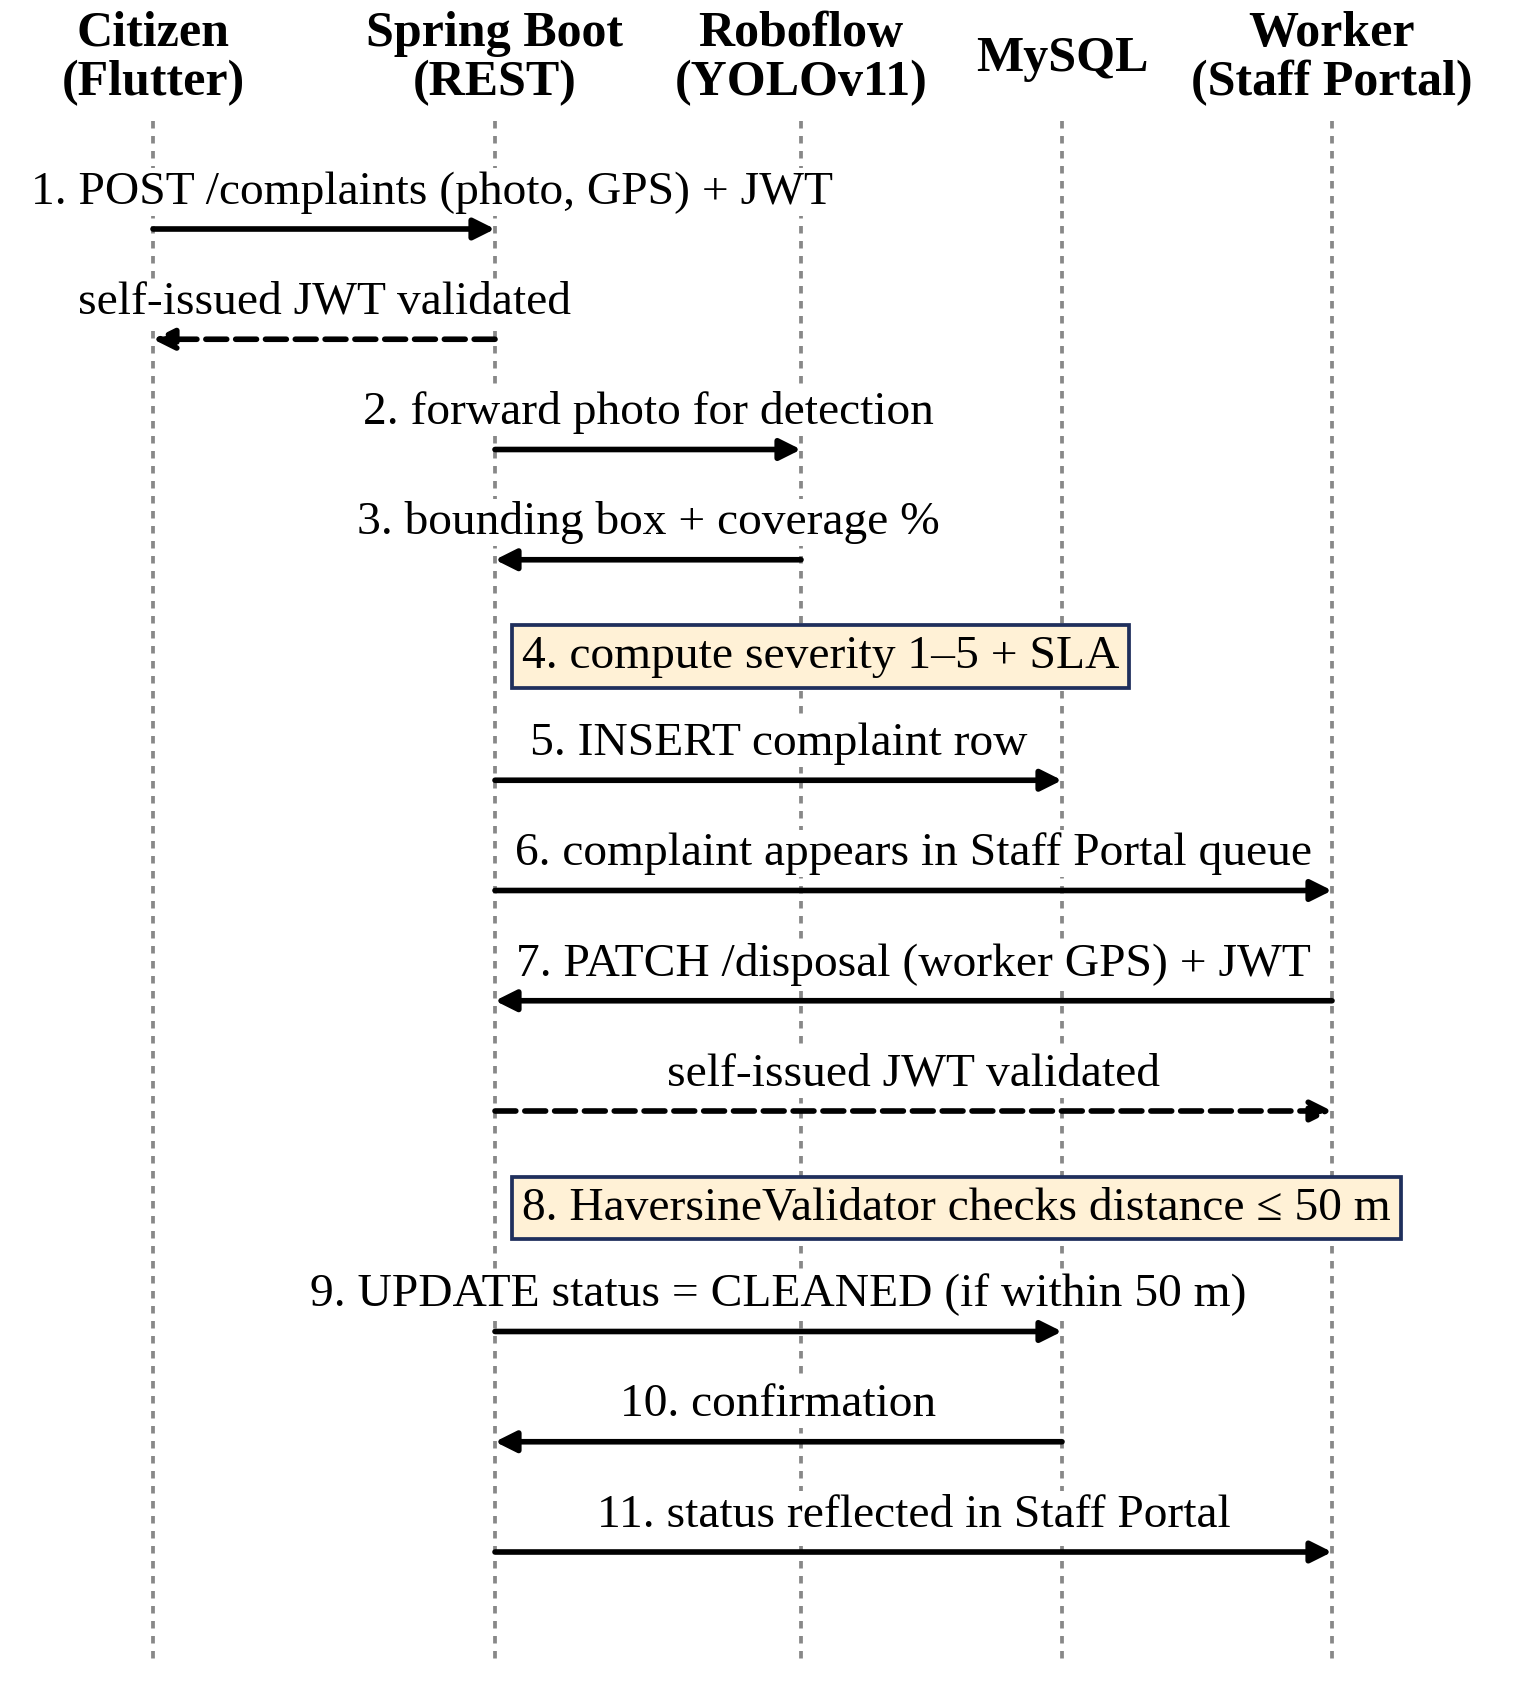 Citizen
(Flutter)
Spring Boot
(REST)
Roboflow
(YOLOv11)
MySQL
Worker
(Staff Portal)
1. POST /complaints (photo, GPS) + JWT
self-issued JWT validated
2. forward photo for detection
3. bounding box + coverage %
4. compute severity 1–5 + SLA
5. INSERT complaint row
6. complaint appears in Staff Portal queue
7. PATCH /disposal (worker GPS) + JWT
self-issued JWT validated
8. HaversineValidator checks distance ≤ 50 m
9. UPDATE status = CLEANED (if within 50 m)
10. confirmation
11. status reflected in Staff Portal